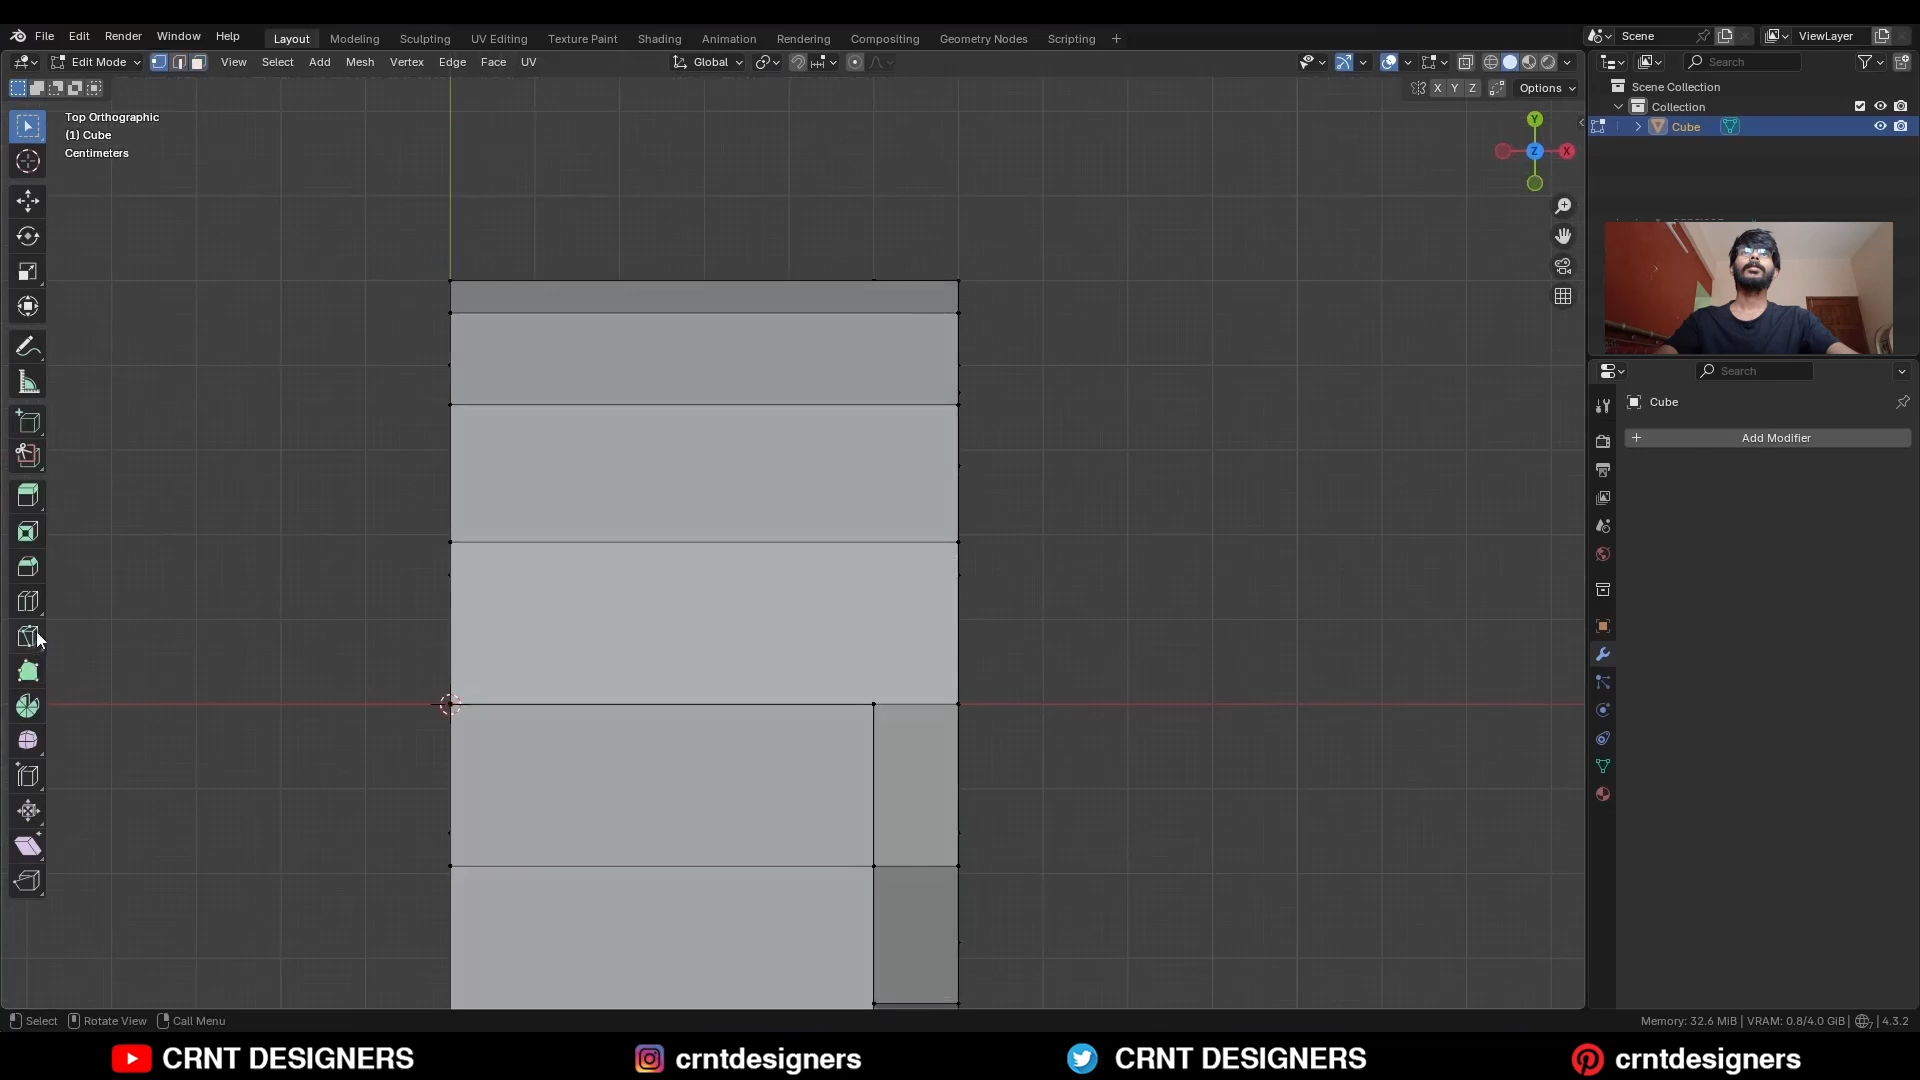 File Edit Render Window Help Layout Modeling Sculpting UV Editing Texture Paint Shading Animation Rendering Compositing Geometry Nodes Scripting + Scene ViewLayer
Edit Mode View Select Add Mesh Vertex Edge Face UV Global Search
X Y Z Options
Scene Collection
Collection
Cube
Top Orthographic
(1) Cube
Centimeters
Y
Z
X
Search
Cube
+ Add Modifier
Select Rotate View Call Menu Memory: 32.6 MiB | VRAM: 0.8/4.0 GiB | 7 | 4.3.2
CRNT DESIGNERS crntdesigners CRNT DESIGNERS crntdesigners